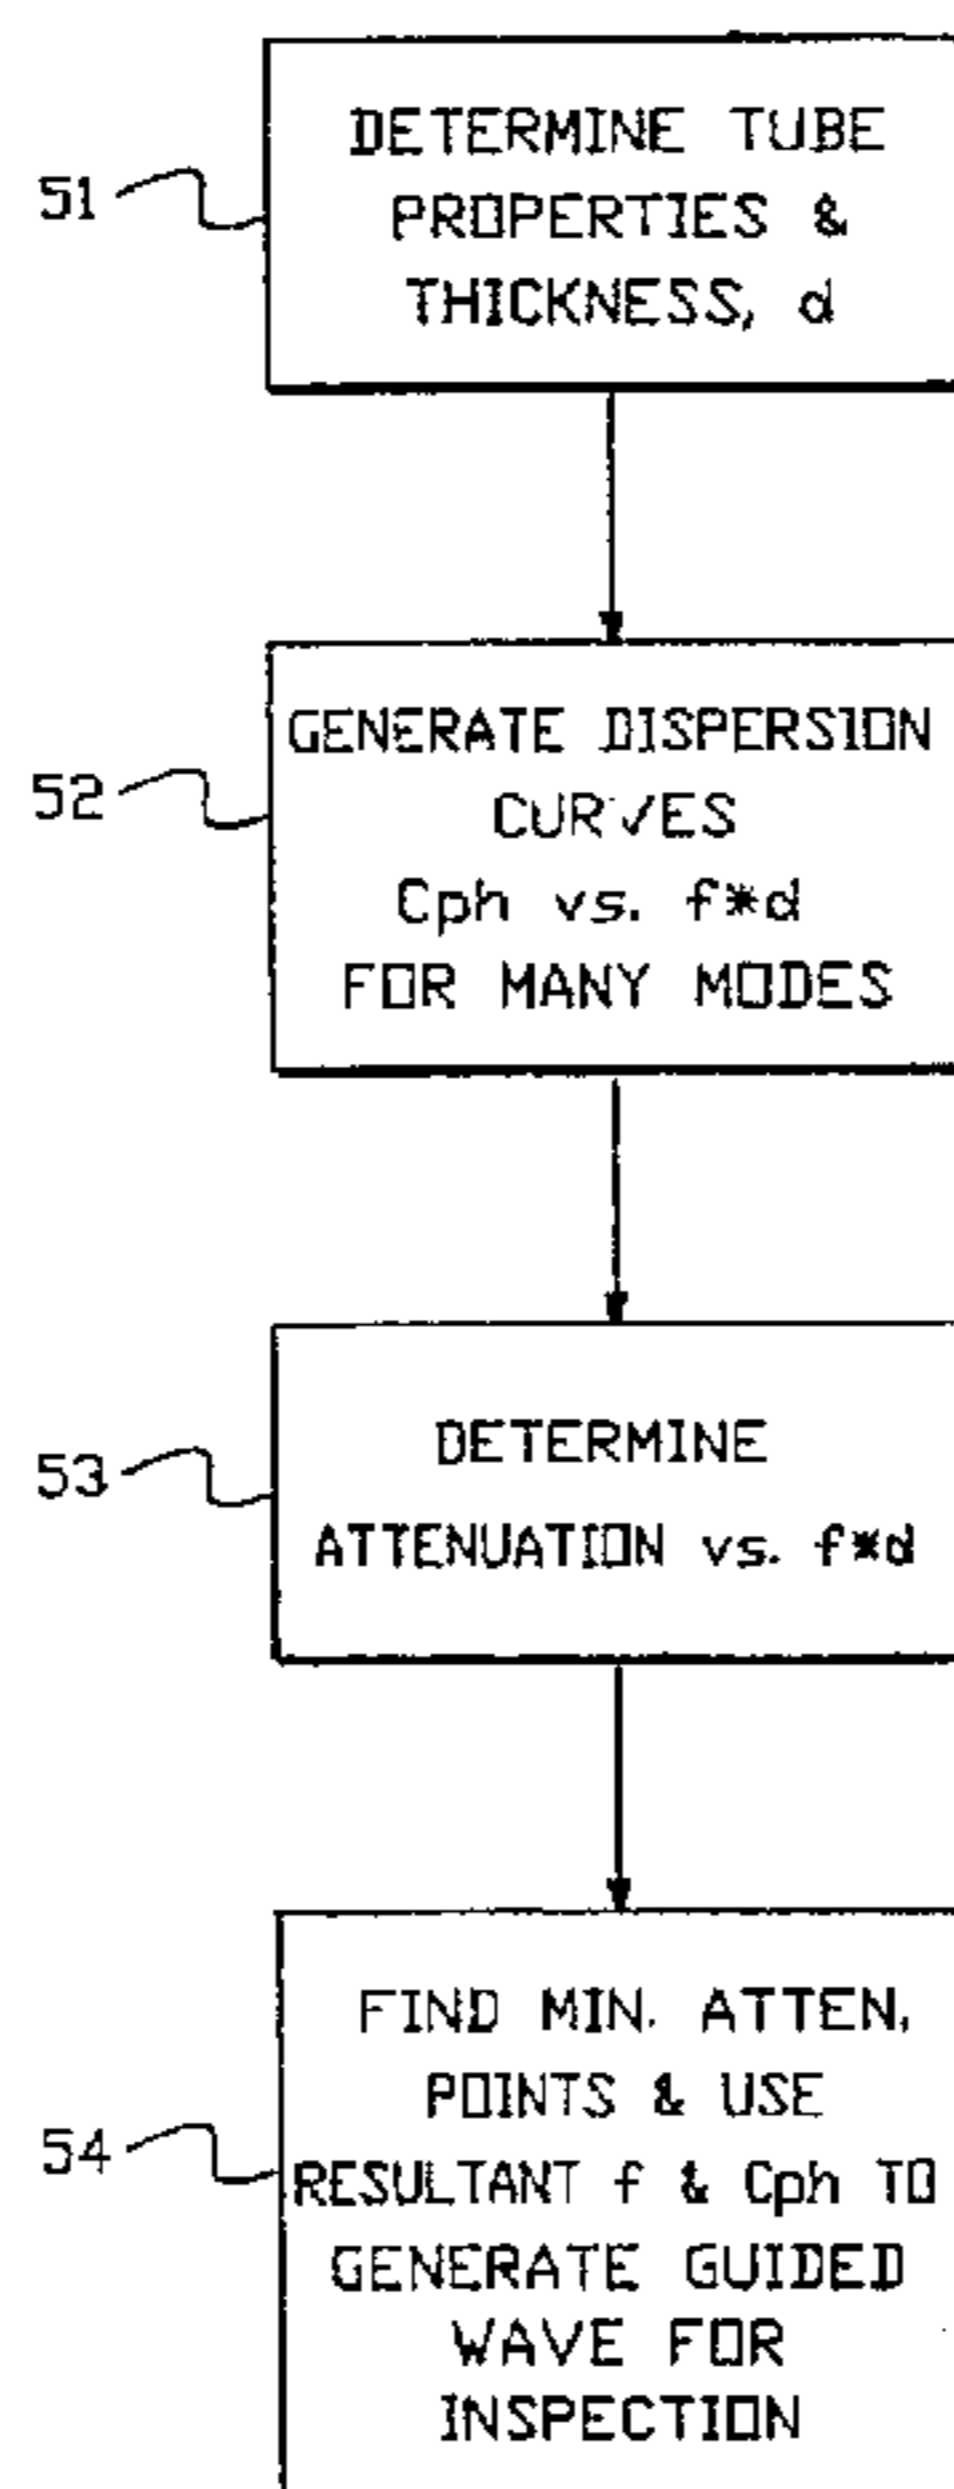 51
DETERMINE TUBE
PROPERTIES &
THICKNESS, d
52
GENERATE DISPERSION
CURVES
Cph vs. f*d
FOR MANY MODES
53
DETERMINE
ATTENUATION vs. f*d
54
FIND MIN. ATTEN.
POINTS & USE
RESULTANT f & Cph TO
GENERATE GUIDED
WAVE FOR
INSPECTION